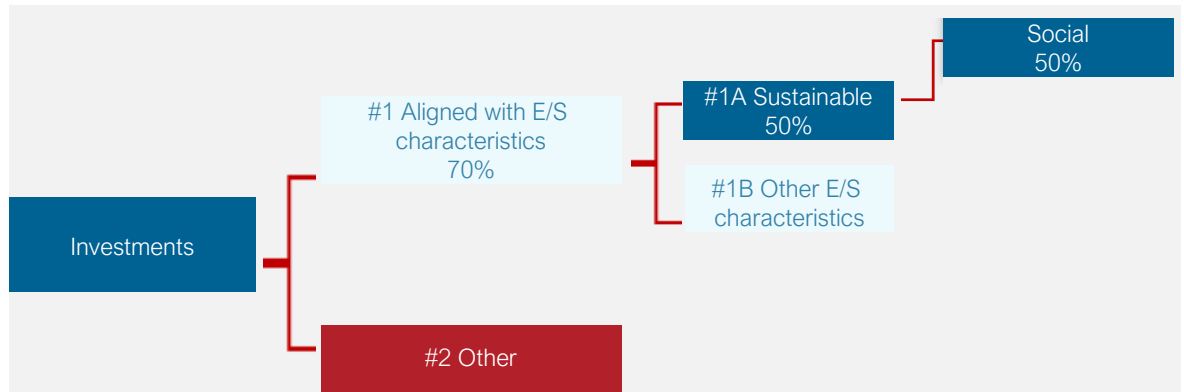 Social
50%
#1A Sustainable
50%
#1 Aligned with E/S
characteristics
70%
#1B Other E/S
characteristics
Investments
#2 Other